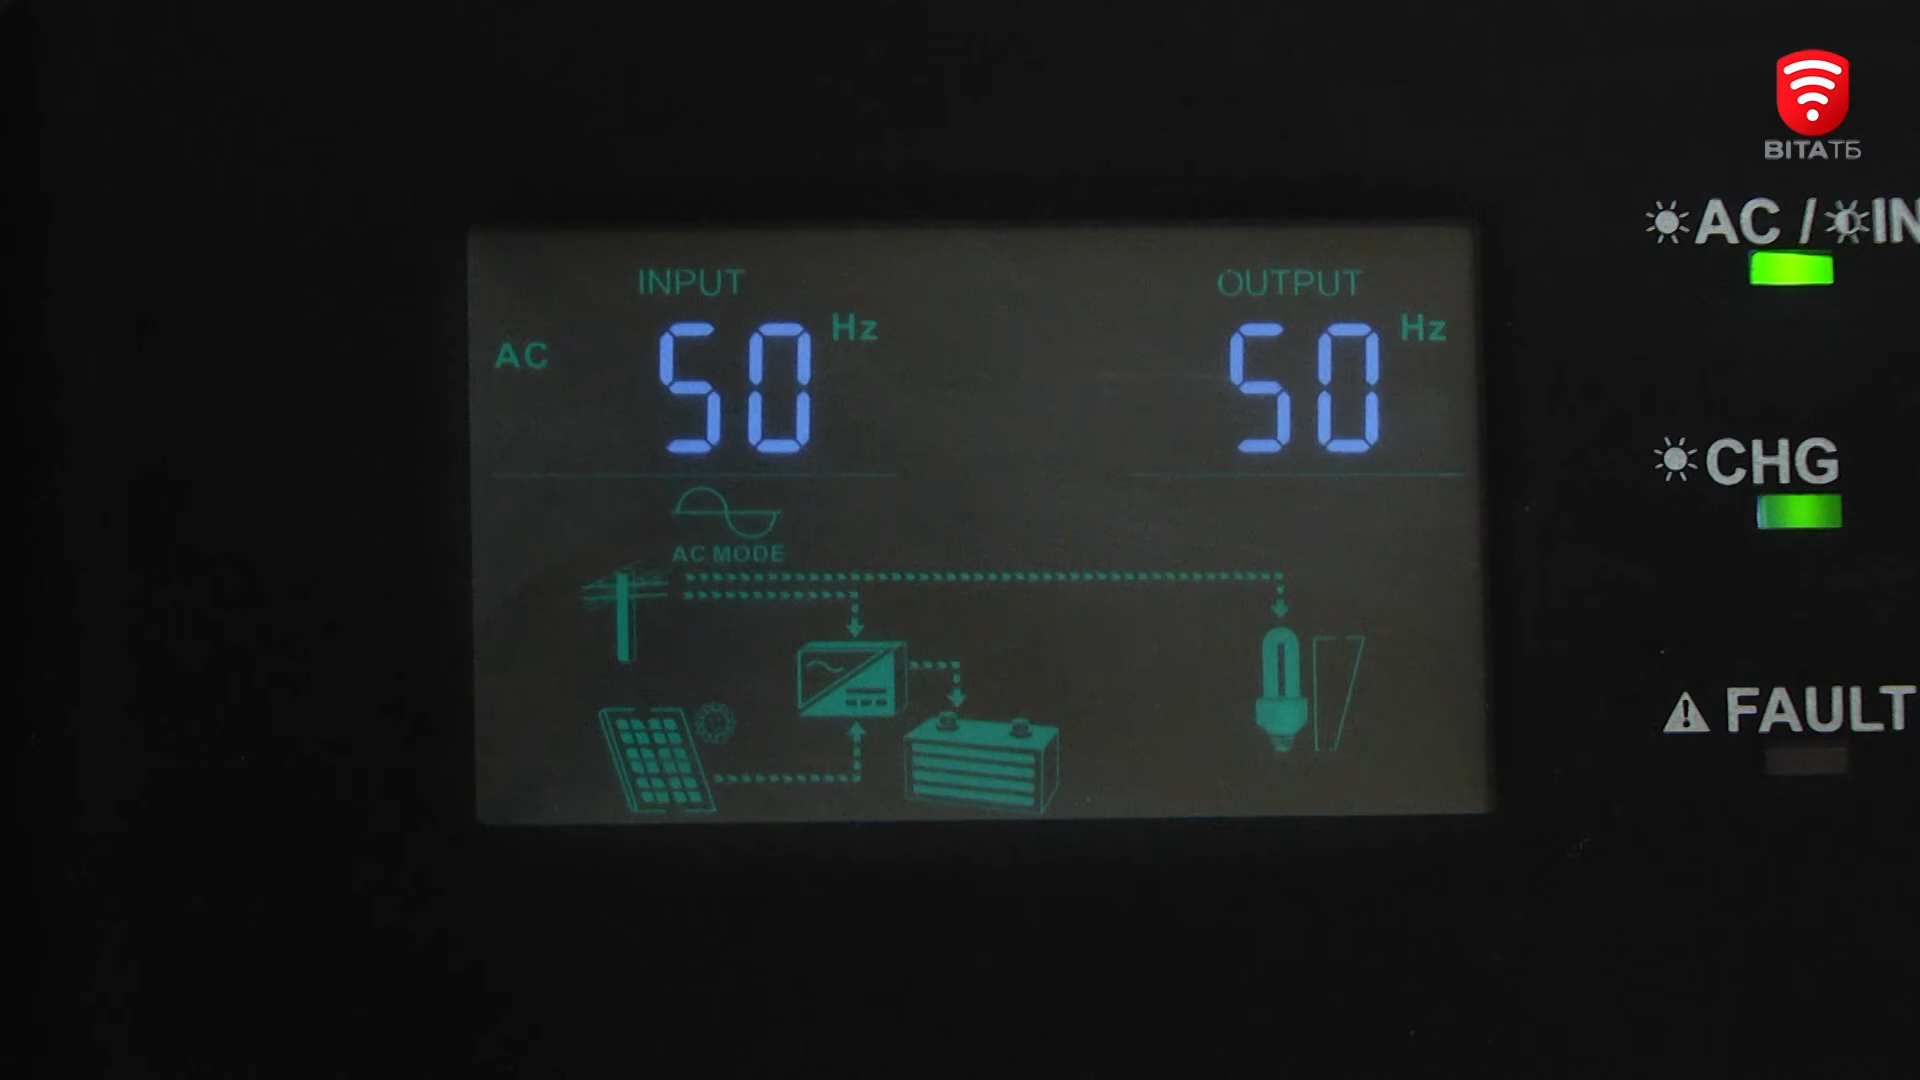 ВІТАТБ
AC / IN
INPUT
OUTPUT
AC
50 Hz
50 Hz
CHG
AC MODE
FAULT